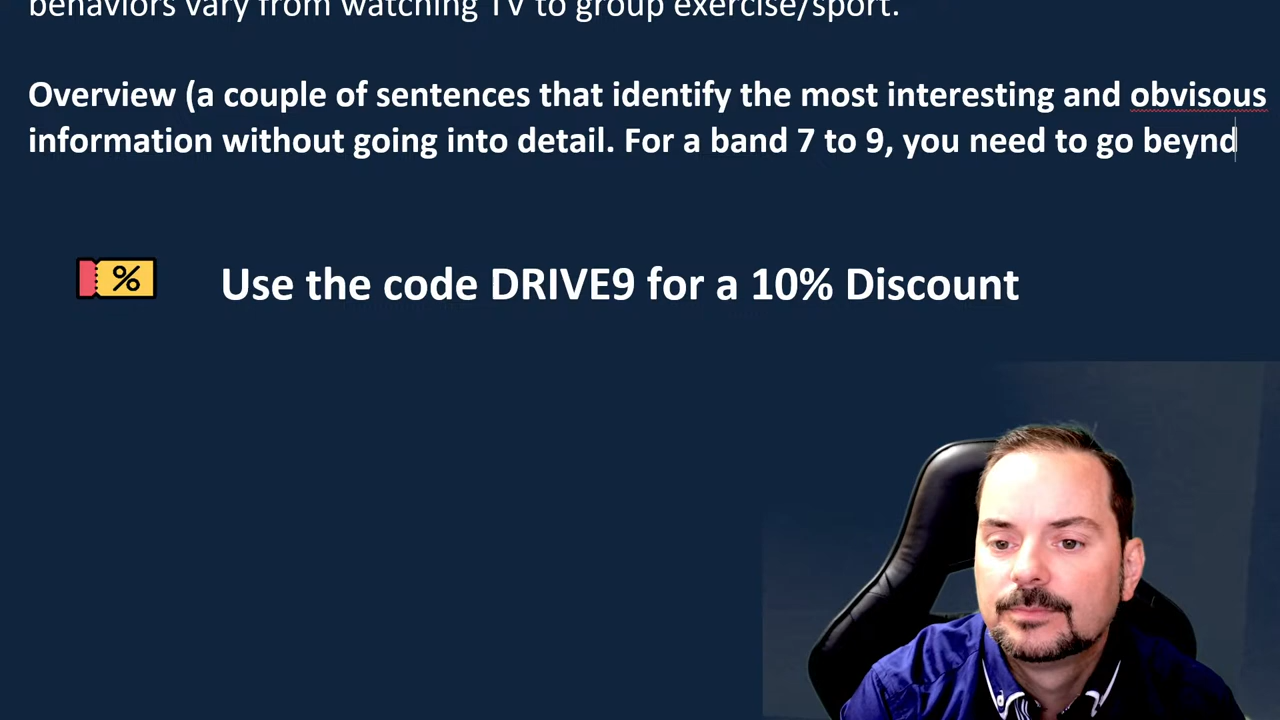 behaviors vary from watching TV to group exercise/sport.
Overview (a couple of sentences that identify the most interesting and obvisous
information without going into detail. For a band 7 to 9, you need to go beynd
%
Use the code DRIVE9 for a 10% Discount